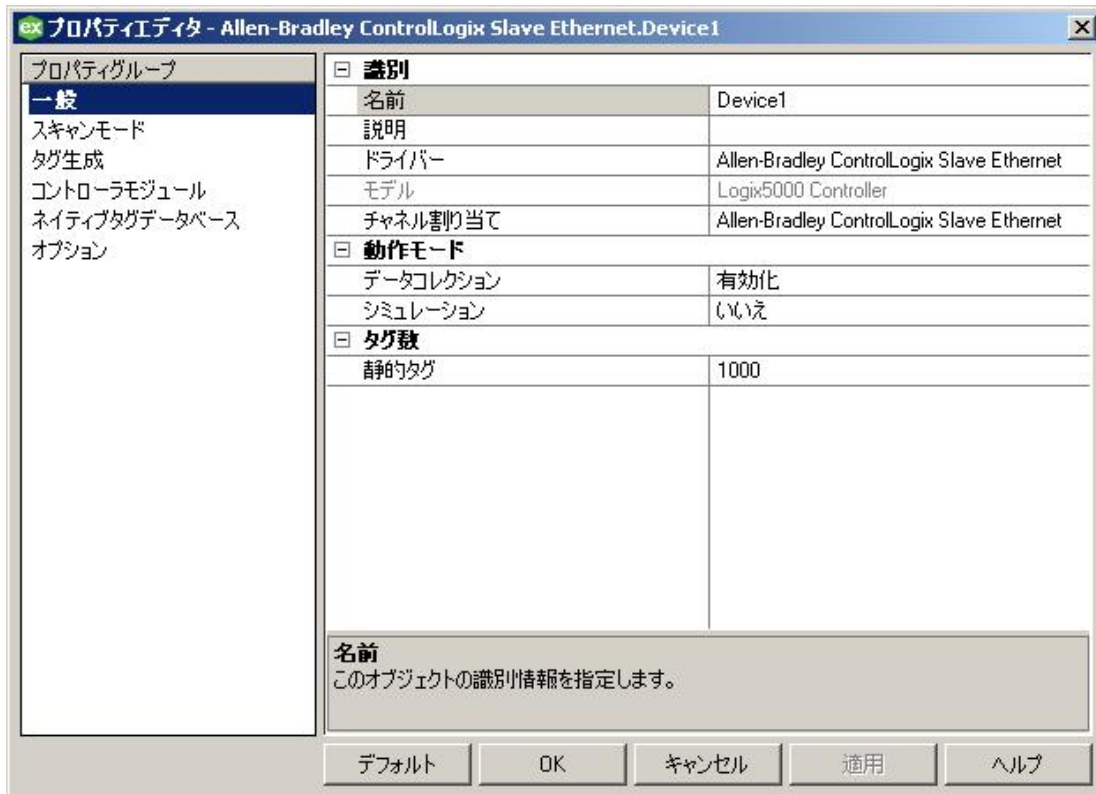 ex プロパティエディタ - Allen-Bradley ControlLogix Slave Ethernet.Device1
プロパティグループ
一般
スキャンモード
タグ生成
コントローラモジュール
ネイティブタグデータベース
オプション
識別
名前 Device1
説明
ドライバー Allen-Bradley ControlLogix Slave Ethernet
モデル Logix5000 Controller
チャネル割り当て Allen-Bradley ControlLogix Slave Ethernet
動作モード
データコレクション 有効化
シミュレーション いいえ
タグ数
静的タグ 1000
名前
このオブジェクトの識別情報を指定します。
デフォルト OK キャンセル 適用 ヘルプ